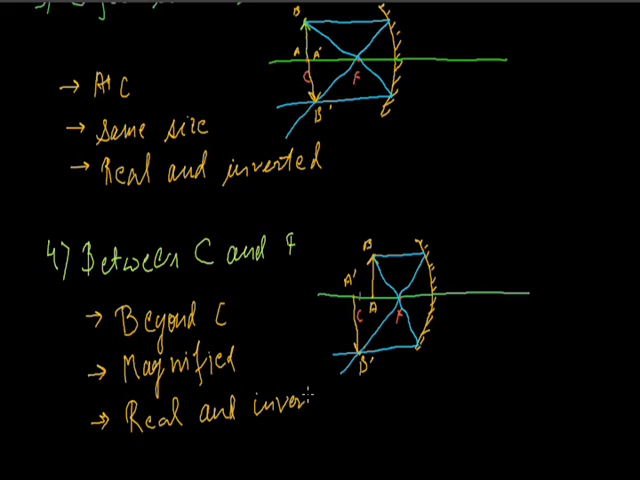 B
A A'
C F
B'
→ At C
→ same size
→ Real and inverted
4) Between C and F
B
A'
C A F
B'
→ Beyond C
→ Magnified
→ Real and inver